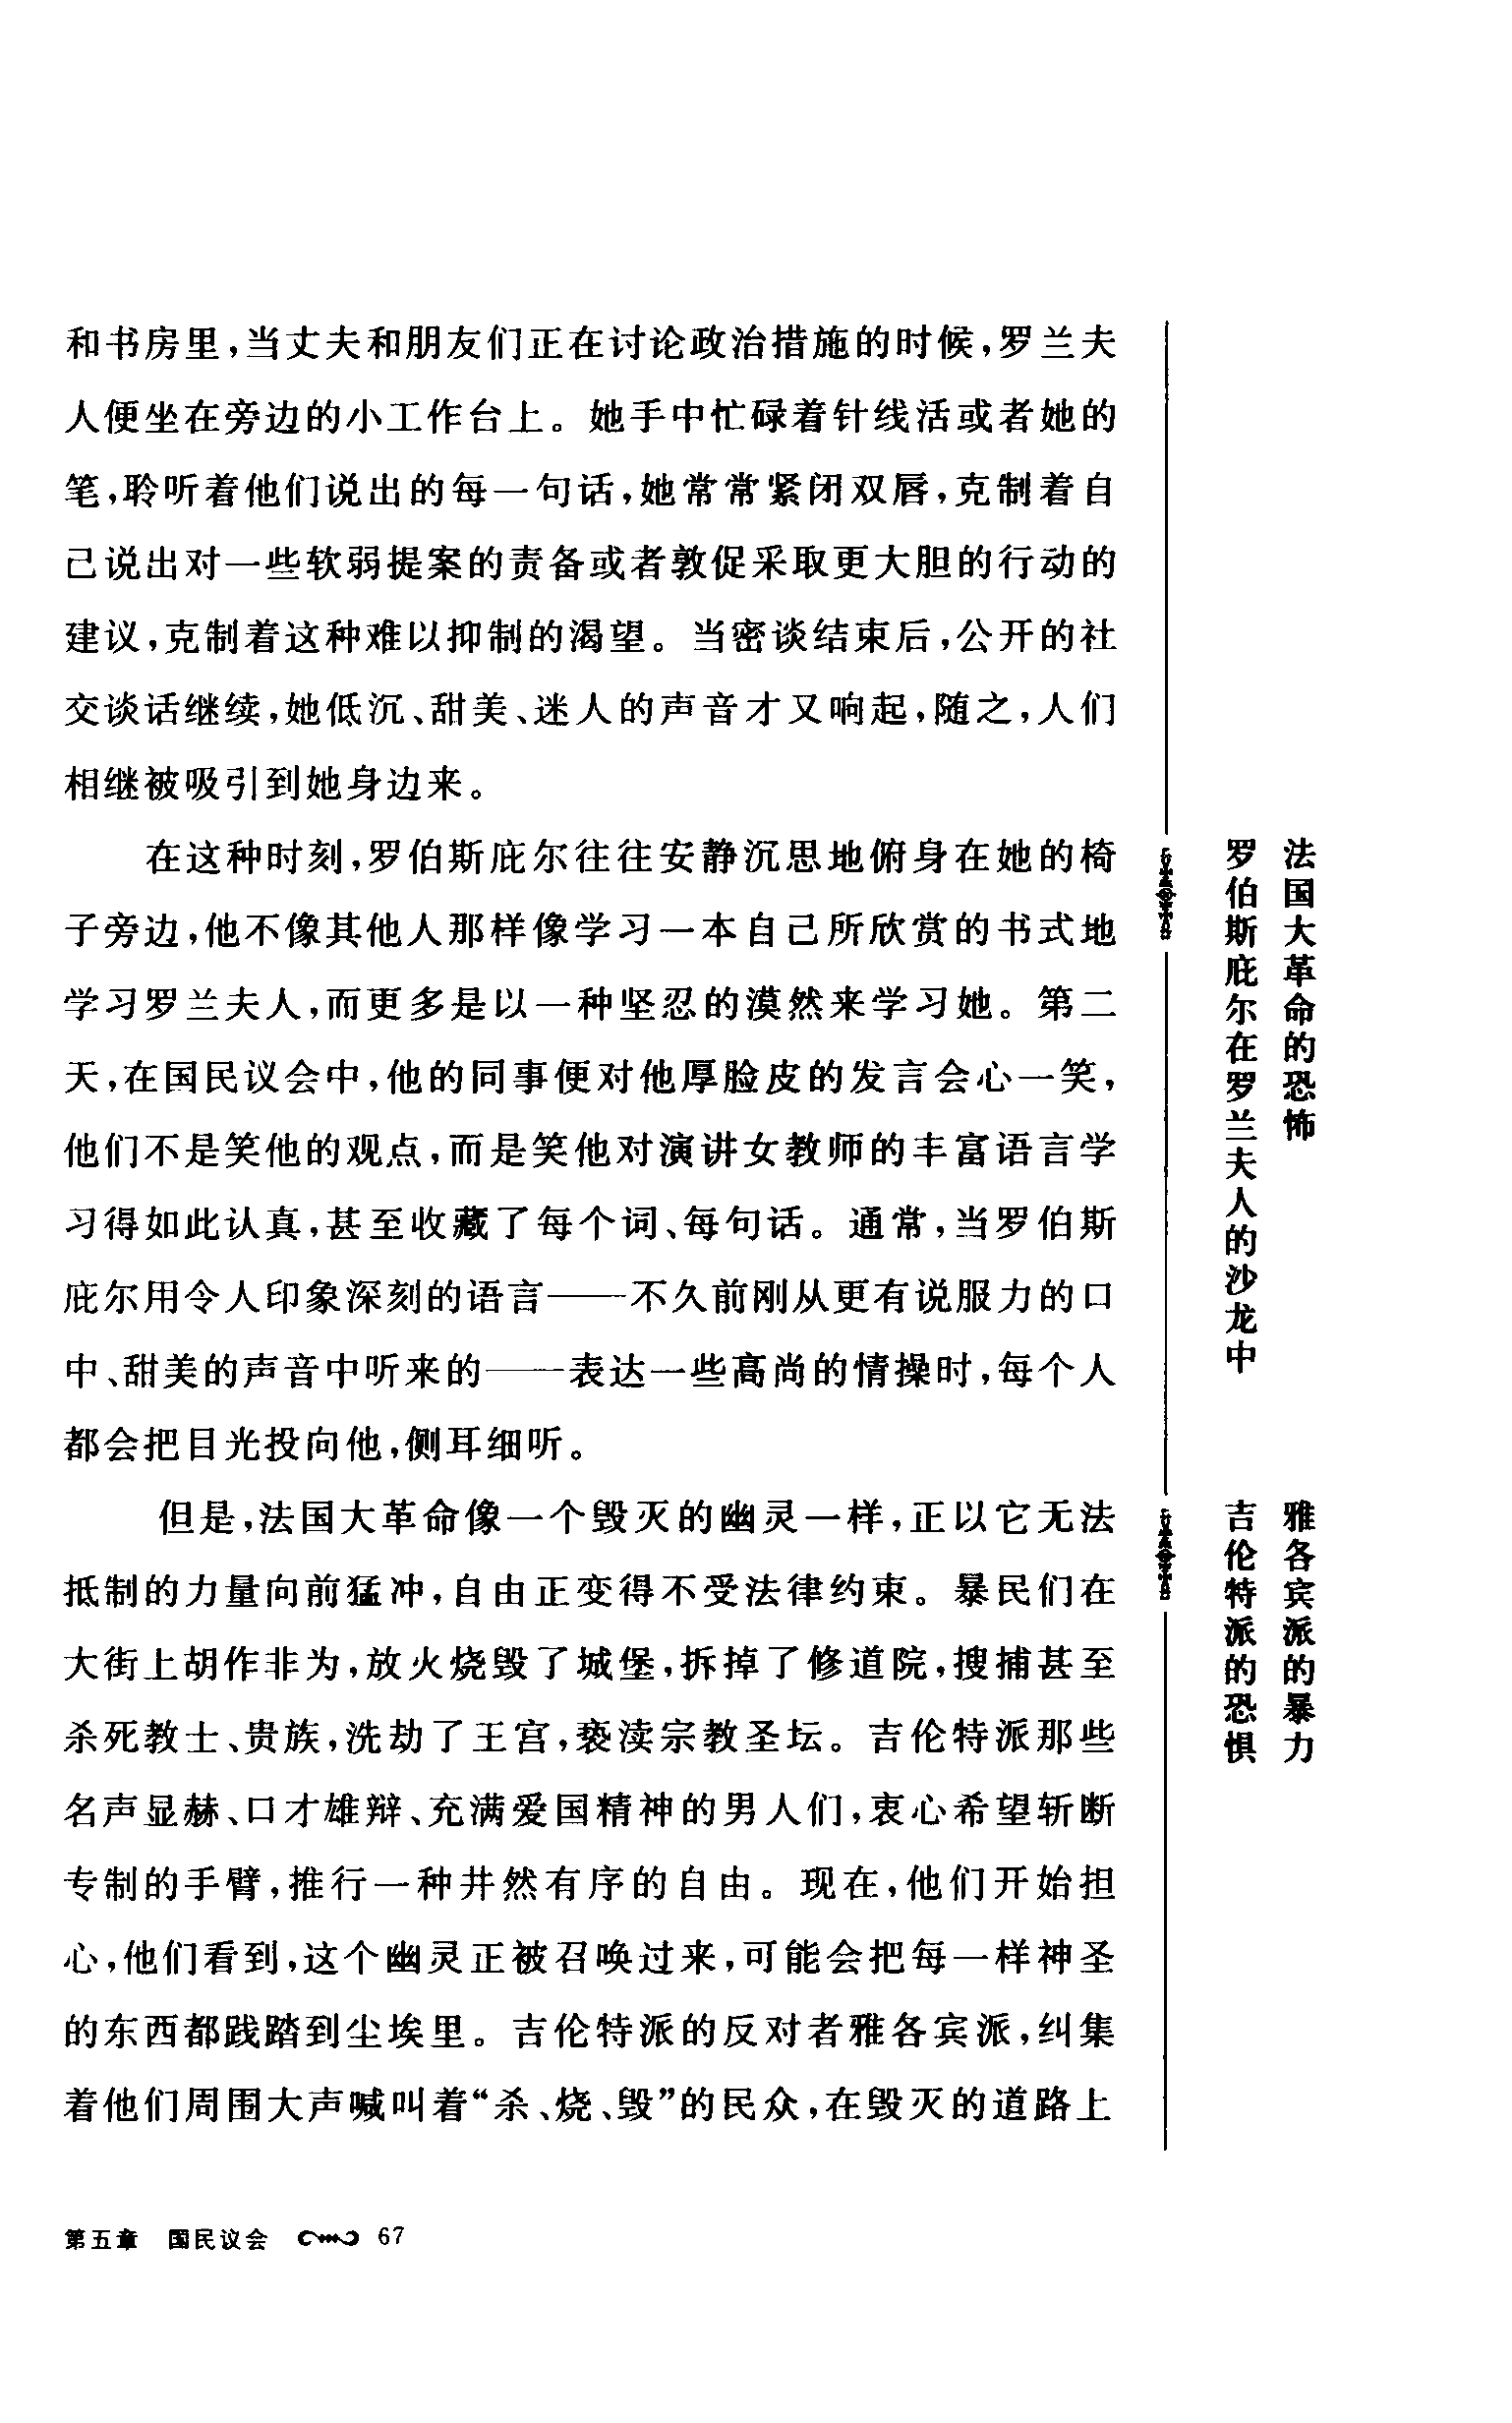 和书房里,当丈夫和朋友们正在讨论政治措施的时候,罗兰夫
人便坐在旁边的小工作台上。她手中忙碌着针线活或者她的
笔,聆听着他们说出的每一句话,她常常紧闭双唇,克制着自
己说出对一些软弱提案的责备或者敦促采取更大胆的行动的
建议,克制着这种难以抑制的渴望。当密谈结束后,公开的社
交谈话继续,她低沉、甜美、迷人的声音才又响起,随之,人们
相继被吸引到她身边来。
在这种时刻,罗伯斯庇尔往往安静沉思地俯身在她的椅
子旁边,他不像其他人那样像学习一本自己所欣赏的书式地
学习罗兰夫人,而更多是以一种坚忍的漠然来学习她。第二
天,在国民议会中,他的同事便对他厚脸皮的发言会心一笑,
他们不是笑他的观点,而是笑他对演讲女教师的丰富语言学
习得如此认真,甚至收藏了每个词、每句话。通常,当罗伯斯
庇尔用令人印象深刻的语言——不久前刚从更有说服力的口
中、甜美的声音中听来的——表达一些高尚的情操时,每个人
都会把目光投向他,侧耳细听。
但是,法国大革命像一个毁灭的幽灵一样,正以它无法
抵制的力量向前猛冲,自由正变得不受法律约束。暴民们在
大街上胡作非为,放火烧毁了城堡,拆掉了修道院,搜捕甚至
杀死教士、贵族,洗劫了王宫,亵渎宗教圣坛。吉伦特派那些
名声显赫、口才雄辩、充满爱国精神的男人们,衷心希望斩断
专制的手臂,推行一种井然有序的自由。现在,他们开始担
心,他们看到,这个幽灵正被召唤过来,可能会把每一样神圣
的东西都践踏到尘埃里。吉伦特派的反对者雅各宾派,纠集
着他们周围大声喊叫着“杀、烧、毁”的民众,在毁灭的道路上
法国大革命的恐怖
罗伯斯庇尔在罗兰夫人的沙龙中
雅各宾派的暴力
吉伦特派的恐惧
第五章 国民议会 67